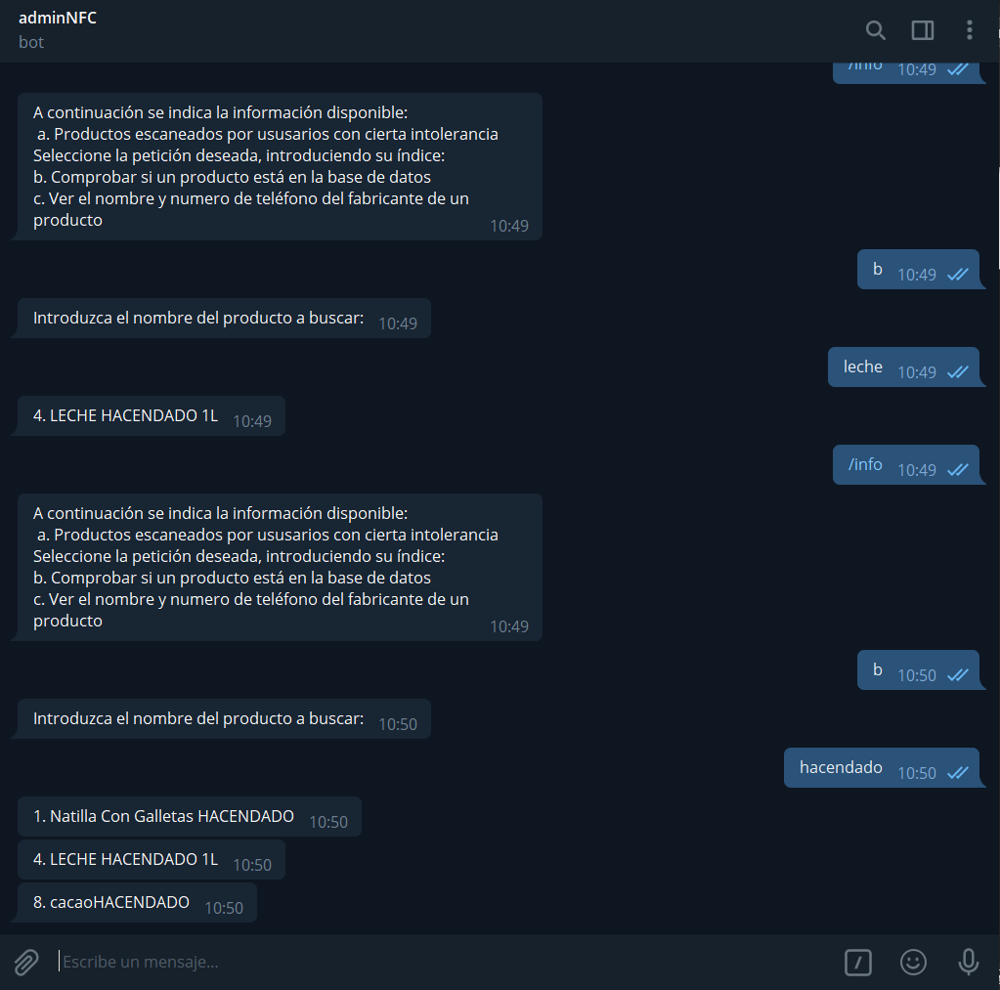 adminNFC
bot
/info 10:49
A continuación se indica la información disponible:
a. Productos escaneados por ususarios con cierta intolerancia
Seleccione la petición deseada, introduciendo su índice:
b. Comprobar si un producto está en la base de datos
c. Ver el nombre y numero de teléfono del fabricante de un
producto 10:49
b 10:49
Introduzca el nombre del producto a buscar: 10:49
leche 10:49
4. LECHE HACENDADO 1L 10:49
/info 10:49
A continuación se indica la información disponible:
a. Productos escaneados por ususarios con cierta intolerancia
Seleccione la petición deseada, introduciendo su índice:
b. Comprobar si un producto está en la base de datos
c. Ver el nombre y numero de teléfono del fabricante de un
producto 10:49
b 10:50
Introduzca el nombre del producto a buscar: 10:50
hacendado 10:50
1. Natilla Con Galletas HACENDADO 10:50
4. LECHE HACENDADO 1L 10:50
8. cacaoHACENDADO 10:50
Escribe un mensaje...